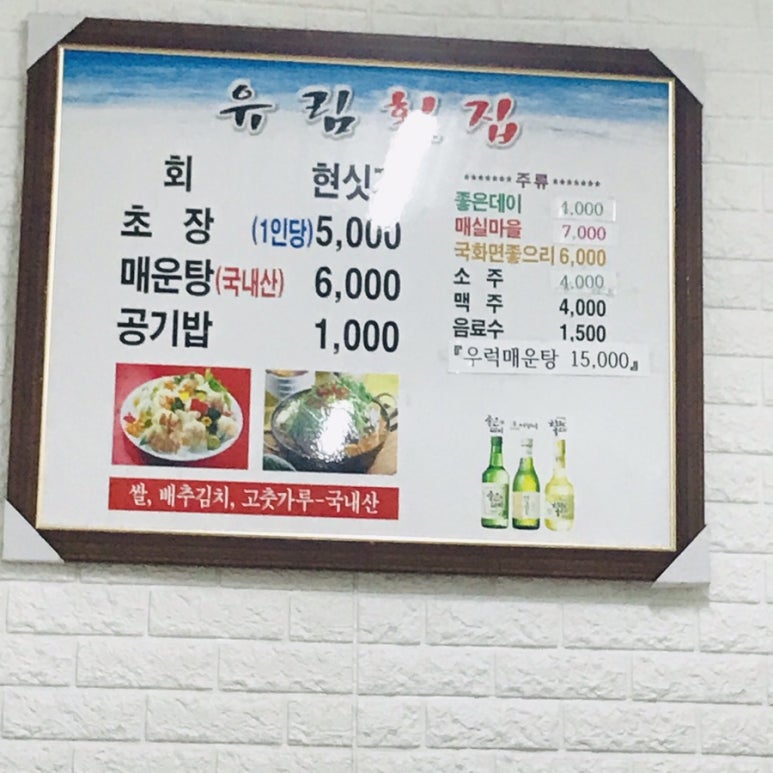 유림횟집
회 현싯가
초 장 (1인당) 5,000
매운탕(국내산) 6,000
공기밥 1,000
******* 주류 *******
좋은데이 4,000
매실마을 7,000
국화면좋으리 6,000
소 주 4,000
맥 주 4,000
음료수 1,500
『우럭매운탕 15,000』
쌀, 배추김치, 고춧가루-국내산